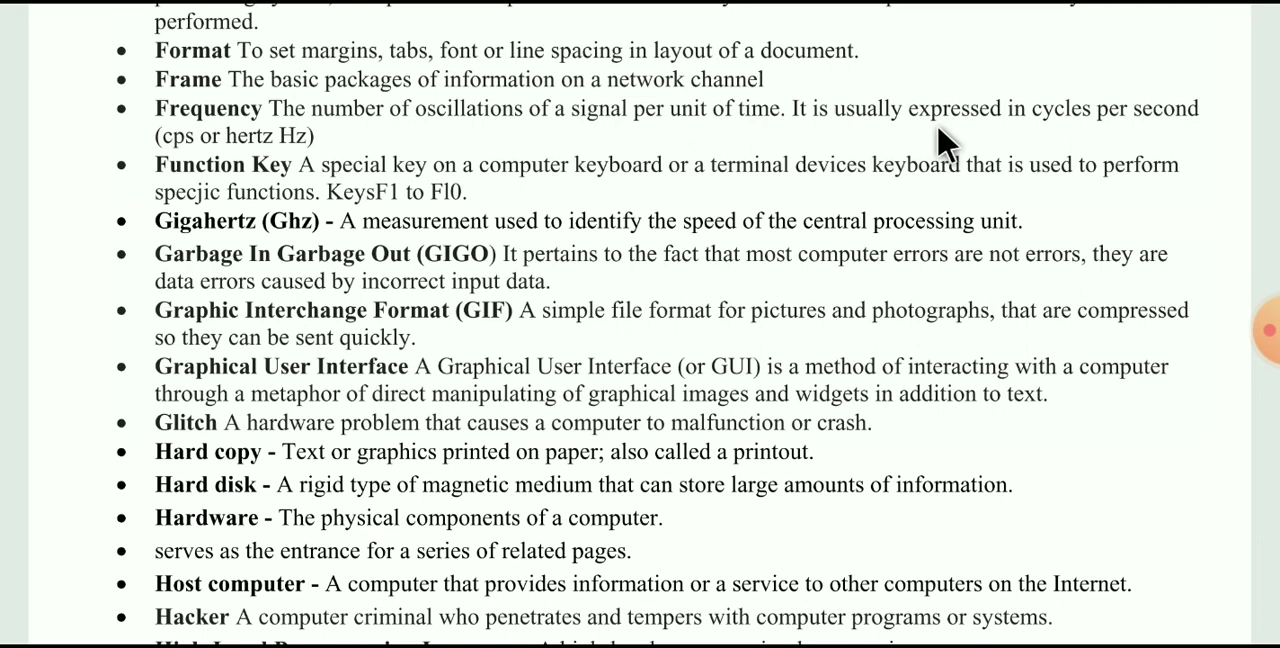 performed.
• Format To set margins, tabs, font or line spacing in layout of a document.
• Frame The basic packages of information on a network channel
• Frequency The number of oscillations of a signal per unit of time. It is usually expressed in cycles per second
(cps or hertz Hz)
• Function Key A special key on a computer keyboard or a terminal devices keyboard that is used to perform
specjic functions. KeysF1 to Fl0.
• Gigahertz (Ghz) - A measurement used to identify the speed of the central processing unit.
• Garbage In Garbage Out (GIGO) It pertains to the fact that most computer errors are not errors, they are
data errors caused by incorrect input data.
• Graphic Interchange Format (GIF) A simple file format for pictures and photographs, that are compressed
so they can be sent quickly.
• Graphical User Interface A Graphical User Interface (or GUI) is a method of interacting with a computer
through a metaphor of direct manipulating of graphical images and widgets in addition to text.
• Glitch A hardware problem that causes a computer to malfunction or crash.
• Hard copy - Text or graphics printed on paper; also called a printout.
• Hard disk - A rigid type of magnetic medium that can store large amounts of information.
• Hardware - The physical components of a computer.
• serves as the entrance for a series of related pages.
• Host computer - A computer that provides information or a service to other computers on the Internet.
• Hacker A computer criminal who penetrates and tempers with computer programs or systems.